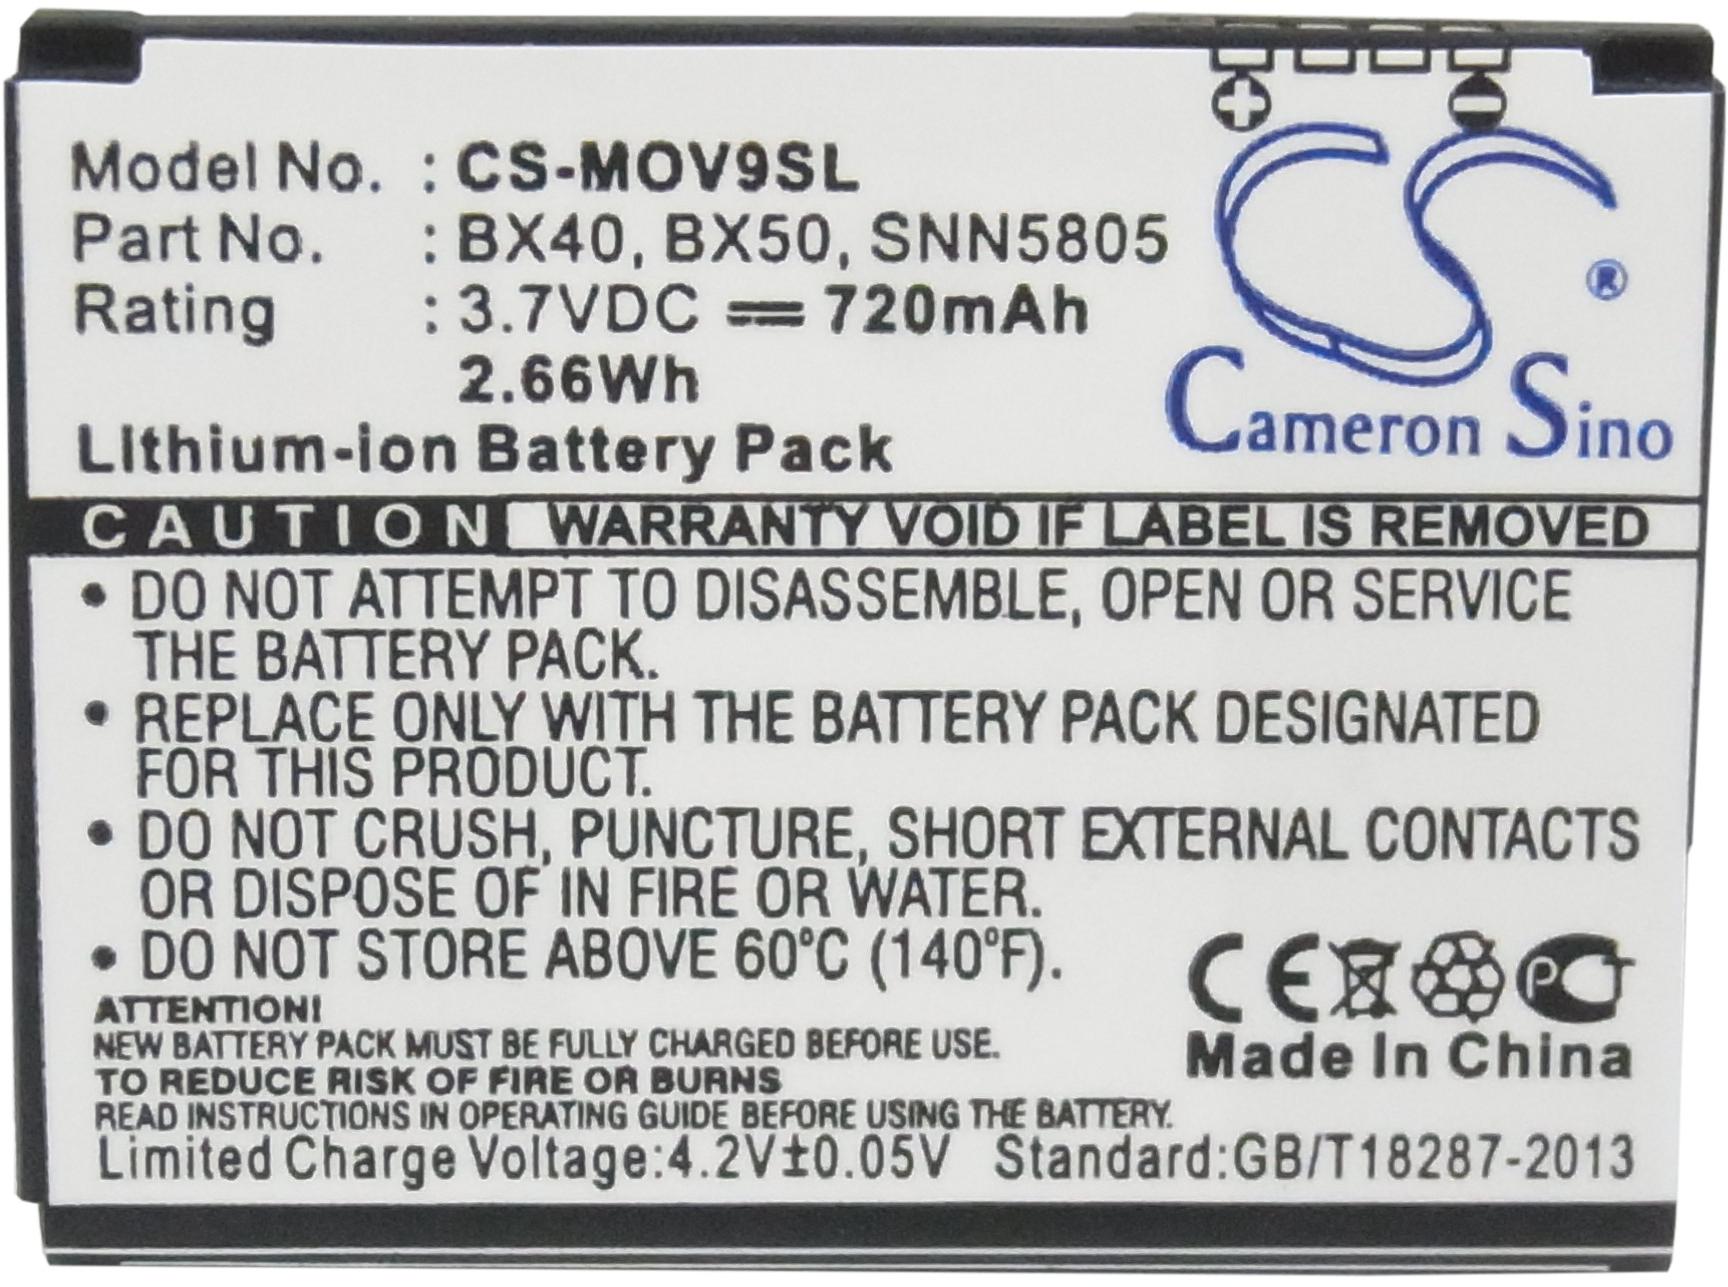 Model No. : CS-MOV9SL
Part No. : BX40, BX50, SNN5805
Rating : 3.7VDC ⎓ 720mAh
2.66Wh
Lithium-ion Battery Pack
CS ®
Cameron Sino
CAUTION WARRANTY VOID IF LABEL IS REMOVED
• DO NOT ATTEMPT TO DISASSEMBLE, OPEN OR SERVICE
THE BATTERY PACK.
• REPLACE ONLY WITH THE BATTERY PACK DESIGNATED
FOR THIS PRODUCT.
• DO NOT CRUSH, PUNCTURE, SHORT EXTERNAL CONTACTS
OR DISPOSE OF IN FIRE OR WATER.
• DO NOT STORE ABOVE 60°C (140°F).
CE PCT
Made In China
ATTENTION!
NEW BATTERY PACK MUST BE FULLY CHARGED BEFORE USE.
TO REDUCE RISK OF FIRE OR BURNS
READ INSTRUCTIONS IN OPERATING GUIDE BEFORE USING THE BATTERY.
Limited Charge Voltage:4.2V±0.05V Standard:GB/T18287-2013